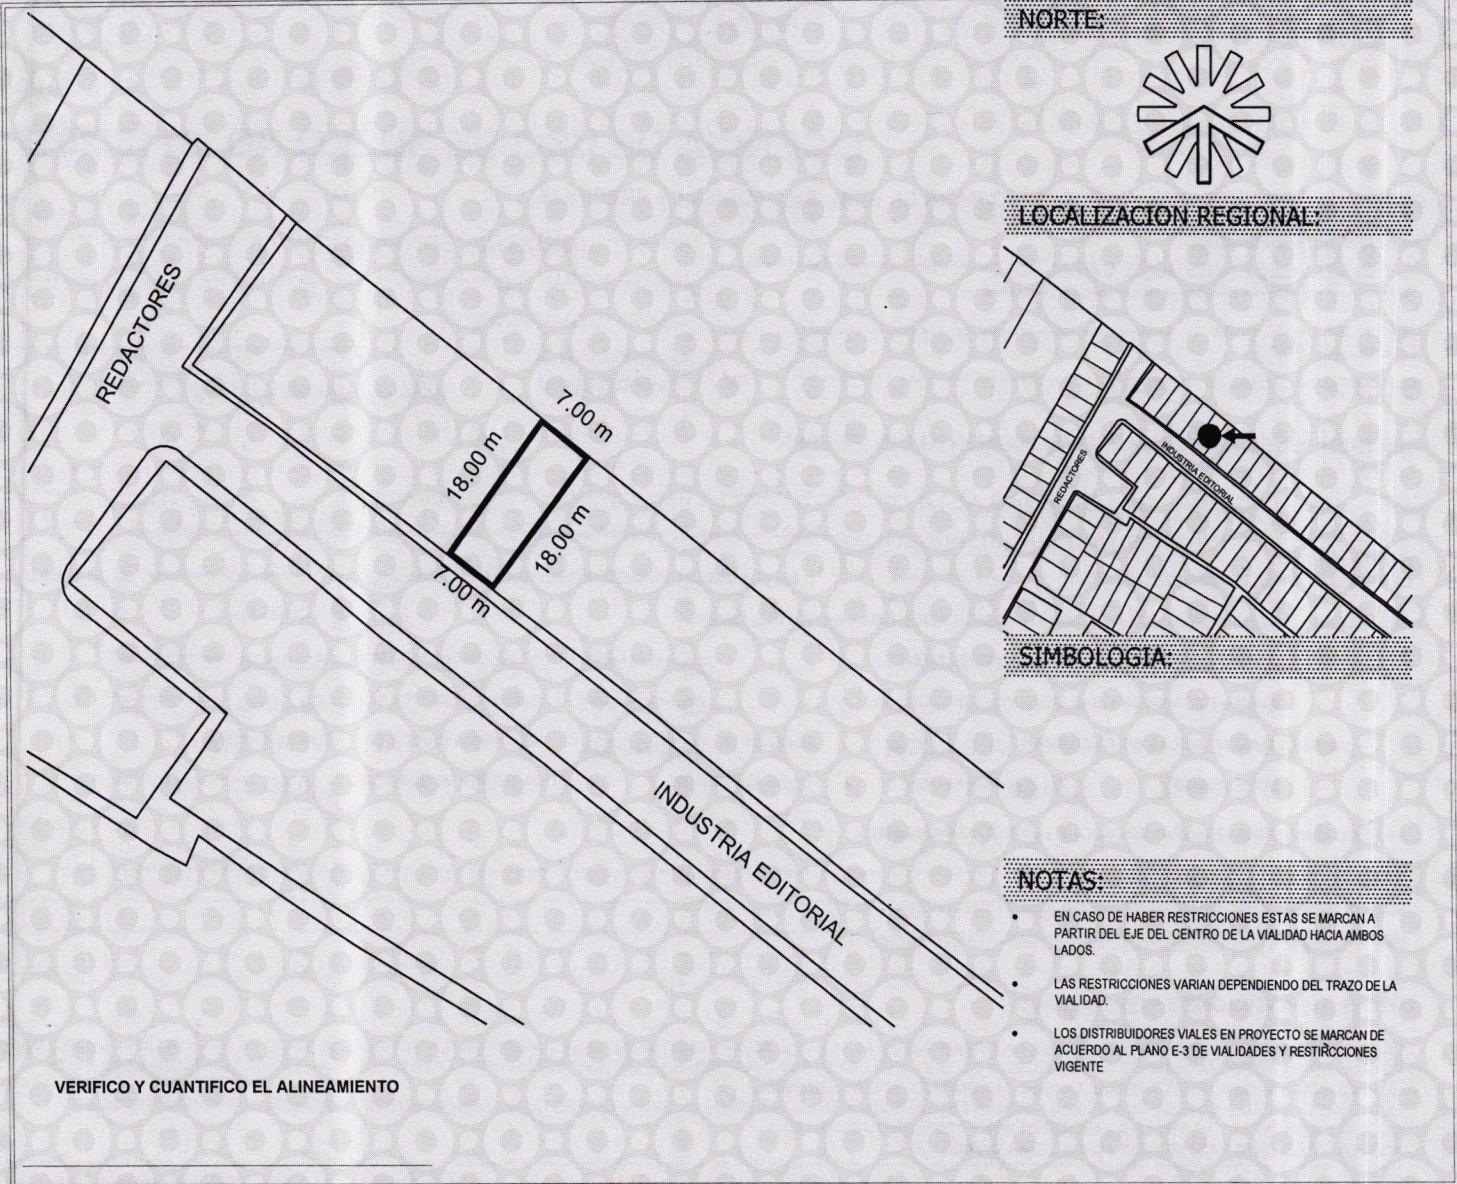 NORTE:
LOCALIZACION REGIONAL:
REDACTORES
INDUSTRIA EDITORIAL
SIMBOLOGIA:
REDACTORES
7.00 m
18.00 m
18.00 m
7.00 m
INDUSTRIA EDITORIAL
NOTAS:
• EN CASO DE HABER RESTRICCIONES ESTAS SE MARCAN A
PARTIR DEL EJE DEL CENTRO DE LA VIALIDAD HACIA AMBOS
LADOS.
• LAS RESTRICCIONES VARIAN DEPENDIENDO DEL TRAZO DE LA
VIALIDAD.
• LOS DISTRIBUIDORES VIALES EN PROYECTO SE MARCAN DE
ACUERDO AL PLANO E-3 DE VIALIDADES Y RESTIRCCIONES
VIGENTE
VERIFICO Y CUANTIFICO EL ALINEAMIENTO